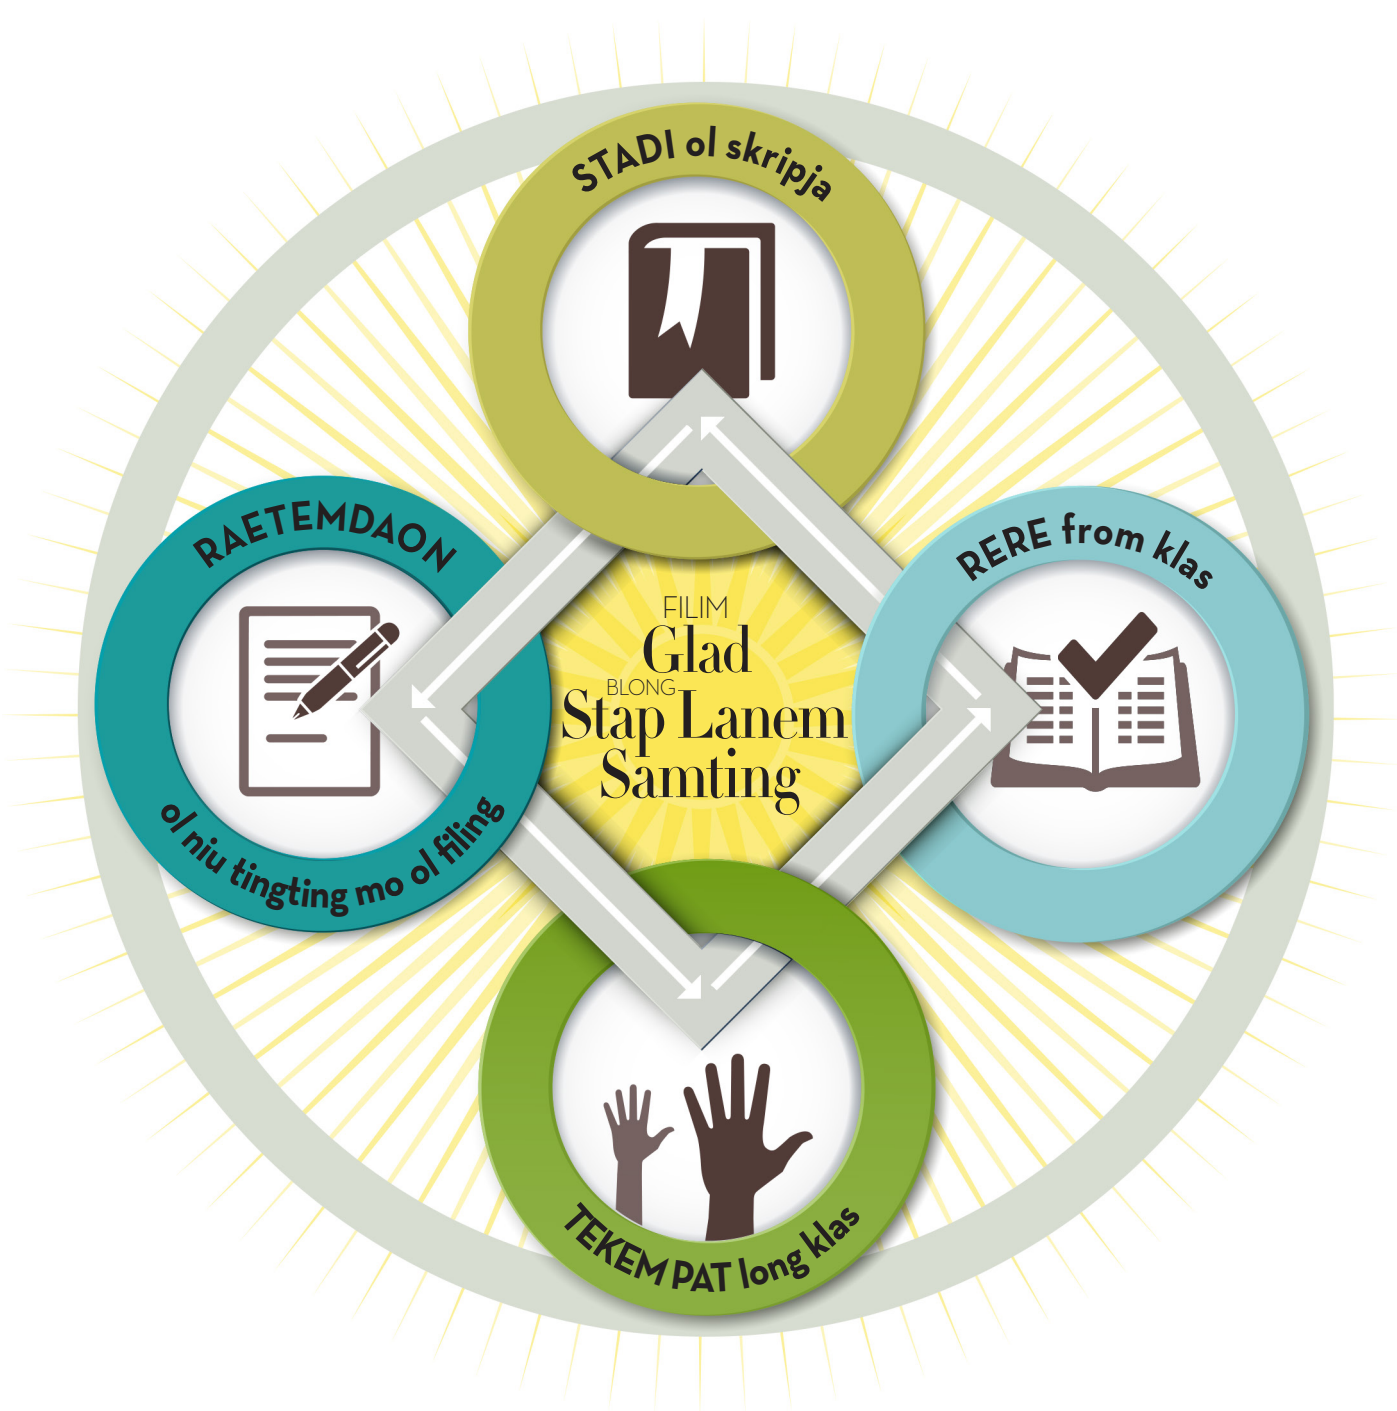 STADI ol skripja
RAETEMDAON
ol niu tingting mo ol filing
RERE from klas
FILIM
Glad
BLONG
Stap Lanem
Samting
TEKEM PAT long klas